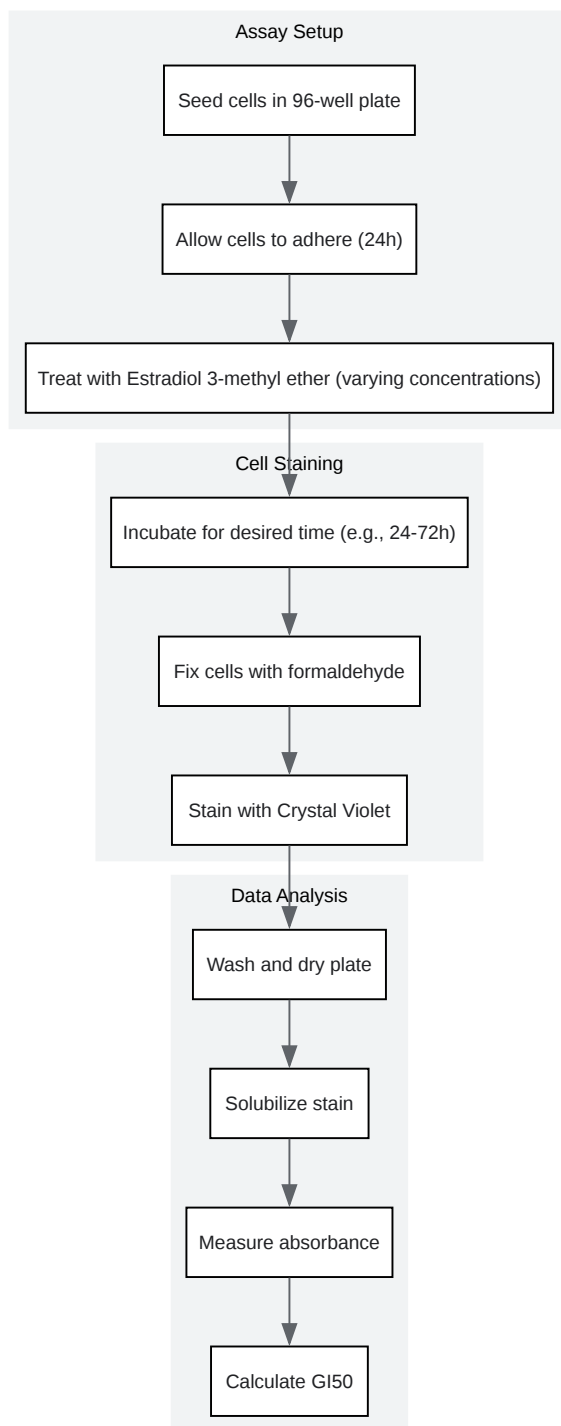 Assay Setup
Seed cells in 96-well plate
Allow cells to adhere (24h)
Treat with Estradiol 3-methyl ether (varying concentrations)
Cell Staining
Incubate for desired time (e.g., 24-72h)
Fix cells with formaldehyde
Stain with Crystal Violet
Data Analysis
Wash and dry plate
Solubilize stain
Measure absorbance
Calculate GI50